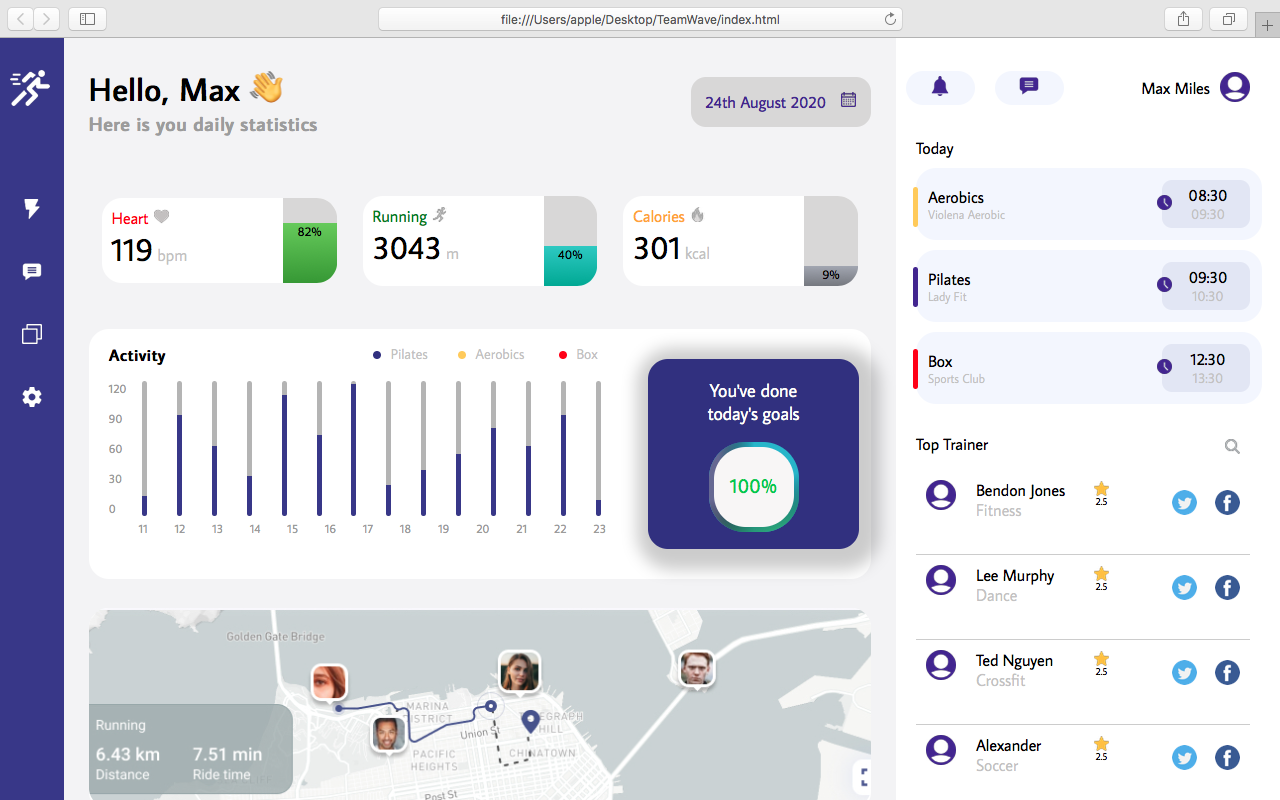 file:///Users/apple/Desktop/TeamWave/index.html
Hello, Max 👋
Here is you daily statistics
24th August 2020
Max Miles
Heart
119 bpm
82%
Running
3043 m
40%
Calories
301 kcal
9%
Activity
Pilates
Aerobics
Box
120
90
60
30
0
11 12 13 14 15 16 17 18 19 20 21 22 23
You've done
today's goals
100%
Golden Gate Bridge
MARINA
DISTRICT
Union St
PACIFIC
HEIGHTS
CHINATOWN
HILL
Post St
Running
6.43 km
7.51 min
Distance
Ride time
Today
Aerobics
Violena Aerobic
08:30
09:30
Pilates
Lady Fit
09:30
10:30
Box
Sports Club
12:30
13:30
Top Trainer
Bendon Jones
Fitness
2.5
Lee Murphy
Dance
2.5
Ted Nguyen
Crossfit
2.5
Alexander
Soccer
2.5